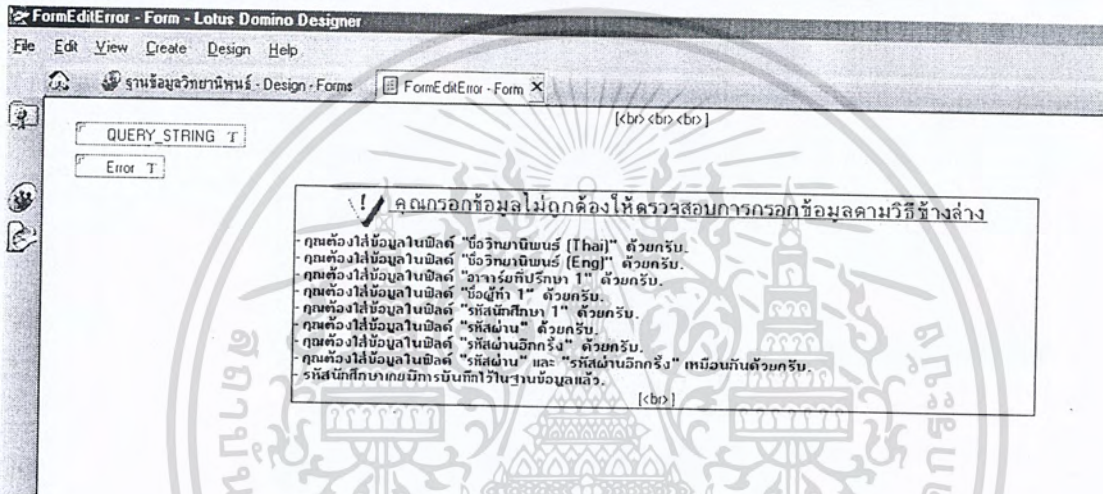 FormEditError - Form - Lotus Domino Designer
File Edit View Create Design Help
ฐานข้อมูลวิทยานิพนธ์ - Design - Forms FormEditError - Form
[<br><br><br>]
QUERY_STRING T
Error T
! คุณกรอกข้อมูลไม่ถูกต้องให้ตรวจสอบการกรอกข้อมูลตามวิธีข้างล่าง
- คุณต้องใส่ข้อมูลในฟิลด์ "ชื่อวิทยานิพนธ์ (Thai)" ด้วยครับ.
- คุณต้องใส่ข้อมูลในฟิลด์ "ชื่อวิทยานิพนธ์ (Eng)" ด้วยครับ.
- คุณต้องใส่ข้อมูลในฟิลด์ "อาจารย์ที่ปรึกษา 1" ด้วยครับ.
- คุณต้องใส่ข้อมูลในฟิลด์ "ชื่อผู้ทำ 1" ด้วยครับ.
- คุณต้องใส่ข้อมูลในฟิลด์ "รหัสนักศึกษา 1" ด้วยครับ.
- คุณต้องใส่ข้อมูลในฟิลด์ "รหัสผ่าน" ด้วยครับ.
- คุณต้องใส่ข้อมูลในฟิลด์ "รหัสผ่านอีกครั้ง" ด้วยครับ.
- คุณต้องใส่ข้อมูลในฟิลด์ "รหัสผ่าน" และ "รหัสผ่านอีกครั้ง" เหมือนกันด้วยครับ.
- รหัสนักศึกษาเคยมีการบันทึกไว้ในฐานข้อมูลแล้ว.
[<br>]